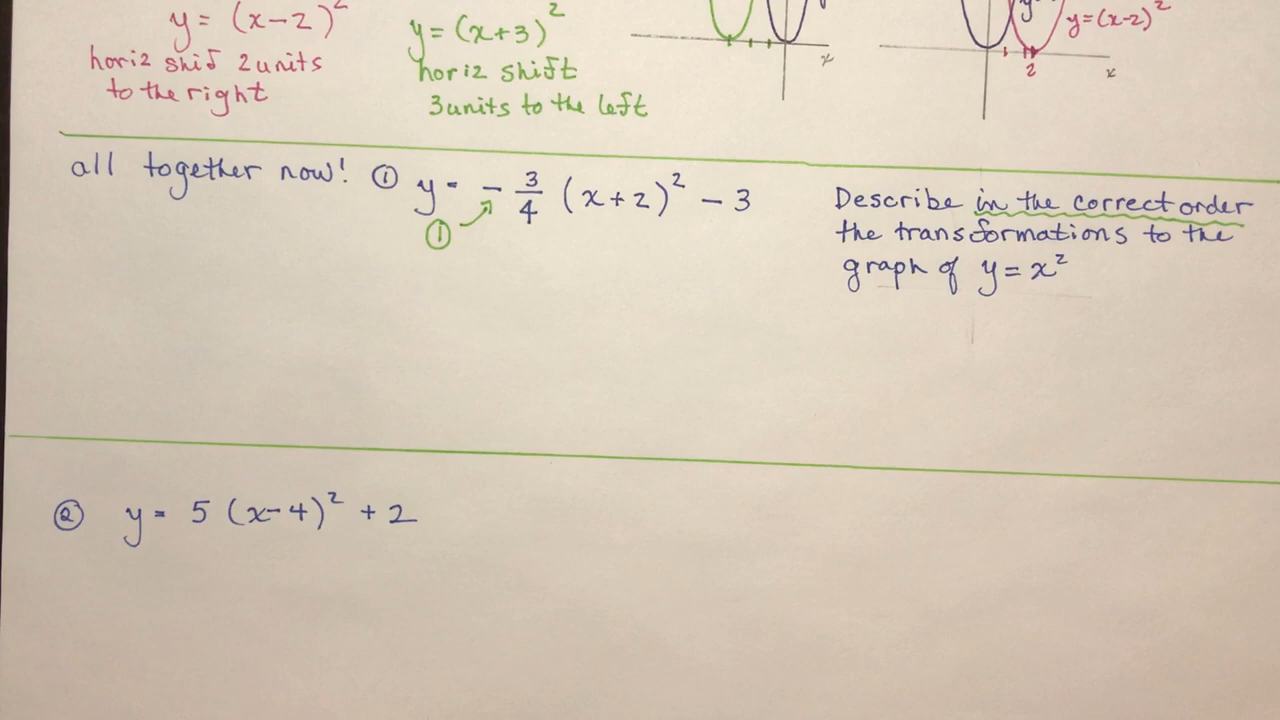 y = (x-2)²
horiz shif 2 units
to the right
y = (x+3)²
horiz shift
3 units to the left
x
y
y=(x-2)²
2
x
all together now! ① y = - 3/4 (x+2)² - 3
①
Describe in the correct order
the transformations to the
graph of y = x²
② y = 5 (x-4)² + 2